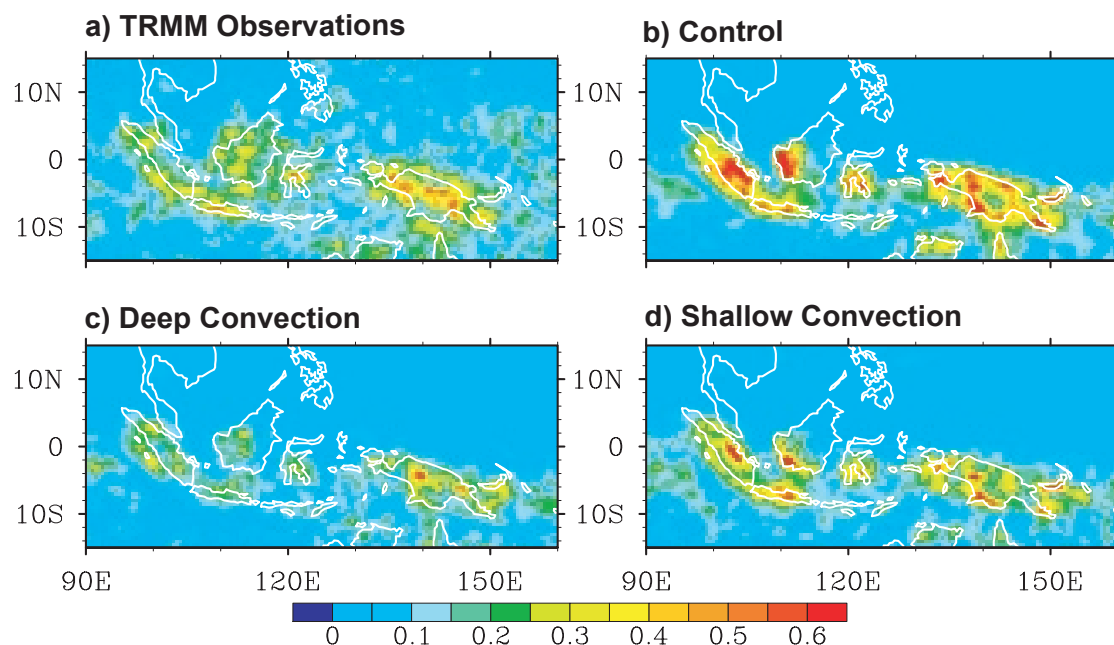 a) TRMM Observations
b) Control
10N
0
10S
10N
0
10S
c) Deep Convection
d) Shallow Convection
10N
0
10S
10N
0
10S
90E 120E 150E
90E 120E 150E
0 0.1 0.2 0.3 0.4 0.5 0.6